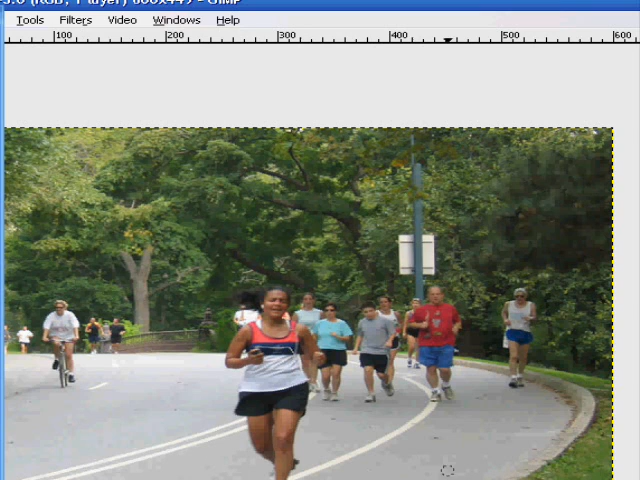 3.0 (RGB, 1 layer) 600x449 - GIMP
Tools Filters Video Windows Help
100 200 300 400 500 600